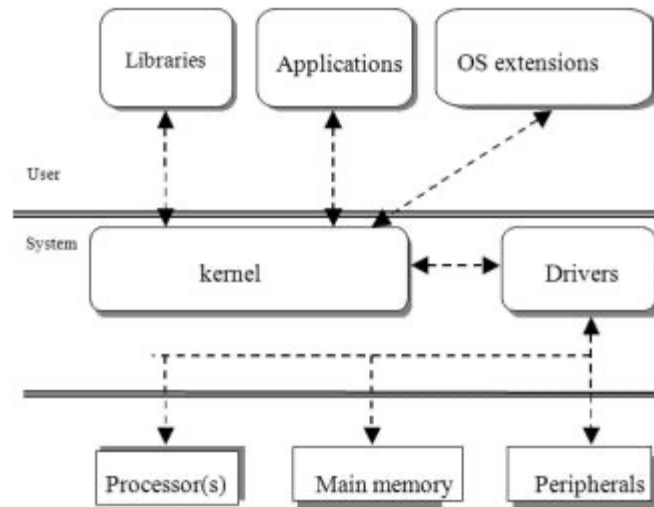 Libraries
Applications
OS extensions
User
System
kernel
Drivers
Processor(s)
Main memory
Peripherals